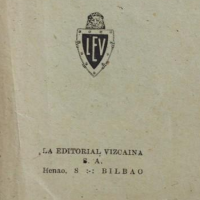 LEV
LA EDITORIAL VIZCAINA
S. A.
Henao, 8 :-: BILBAO